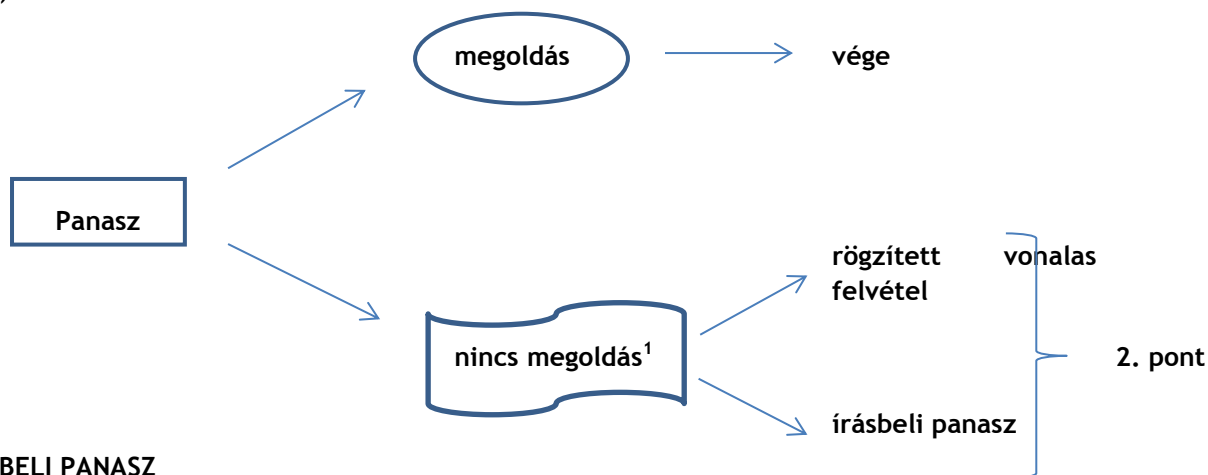 megoldás
vége
Panasz
rögzített vonalas
felvétel
nincs megoldás¹
2. pont
írásbeli panasz
BELI PANASZ